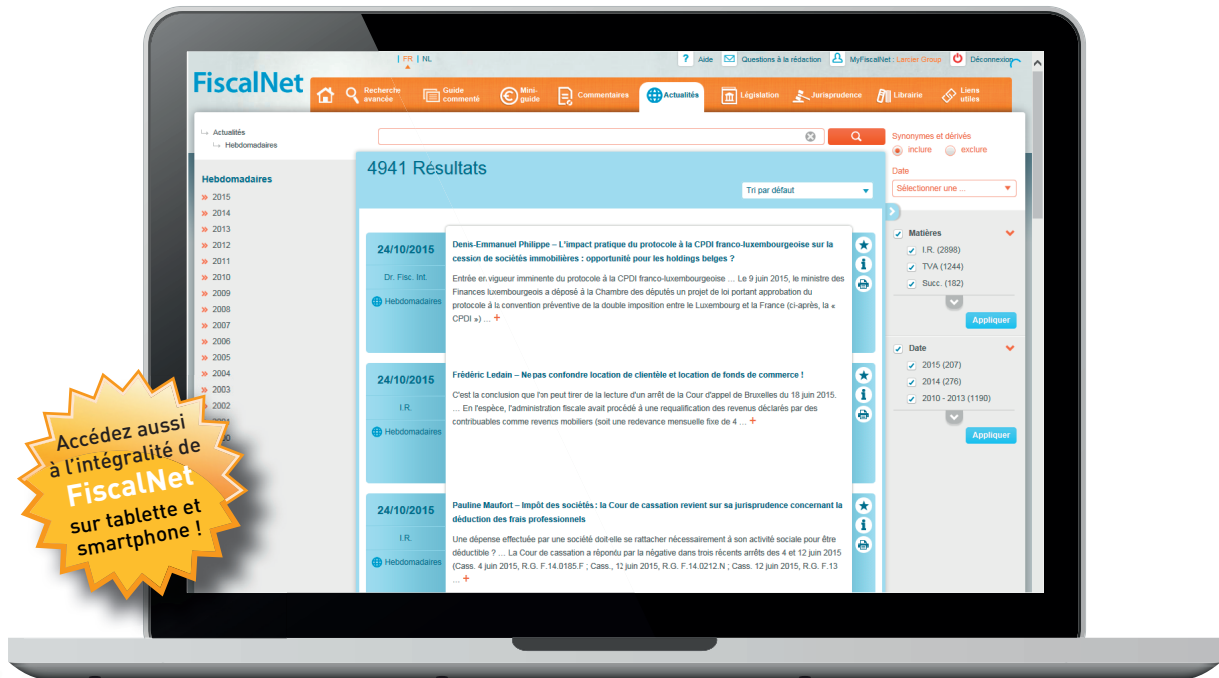 | FR | NL
? Aide
Questions à la rédaction
MyFiscalNet : Larcier Group
Déconnexion
FiscalNet
Recherche
avancée
Guide
commenté
Mini-
guide
Commentaires
Actualités
Législation
Jurisprudence
Librairie
Liens
utiles
Actualités
Hebdomadaires
Hebdomadaires
» 2015
» 2014
» 2013
» 2012
» 2011
» 2010
» 2009
» 2008
» 2007
» 2006
» 2005
» 2004
» 2003
2002
4941 Résultats
Tri par défaut
24/10/2015
Dr. Fisc. Int.
Hebdomadaires
Denis-Emmanuel Philippe – L'impact pratique du protocole à la CPDI franco-luxembourgeoise sur la
cession de sociétés immobilières : opportunité pour les holdings belges ?
Entrée en vigueur imminente du protocole à la CPDI franco-luxembourgeoise ... Le 9 juin 2015, le ministre des
Finances luxembourgeois a déposé à la Chambre des députés un projet de loi portant approbation du
protocole à la convention préventive de la double imposition entre le Luxembourg et la France (ci-après, la «
CPDI ») ... +
24/10/2015
I.R.
Hebdomadaires
Frédéric Ledain – Ne pas confondre location de clientèle et location de fonds de commerce !
C'est la conclusion que l'on peut tirer de la lecture d'un arrêt de la Cour d'appel de Bruxelles du 18 juin 2015.
... En l'espèce, l'administration fiscale avait procédé à une requalification des revenus déclarés par des
contribuables comme revenus mobiliers (soit une redevance mensuelle fixe de 4 ... +
24/10/2015
I.R.
Hebdomadaires
Pauline Maufort – Impôt des sociétés : la Cour de cassation revient sur sa jurisprudence concernant la
déduction des frais professionnels
Une dépense effectuée par une société doit-elle se rattacher nécessairement à son activité sociale pour être
déductible ? ... La Cour de cassation a répondu par la négative dans trois récents arrêts des 4 et 12 juin 2015
(Cass. 4 juin 2015, R.G. F.14.0185.F ; Cass., 12 juin 2015, R.G. F.14.0212.N ; Cass. 12 juin 2015, R.G. F.13
... +
Synonymes et dérivés
inclure
exclure
Date
Sélectionner une ...
Matières
I.R. (2898)
TVA (1244)
Succ. (182)
Appliquer
Date
2015 (207)
2014 (276)
2010 - 2013 (1190)
Appliquer
Accédez aussi
à l'intégralité de
FiscalNet
sur tablette et
smartphone !